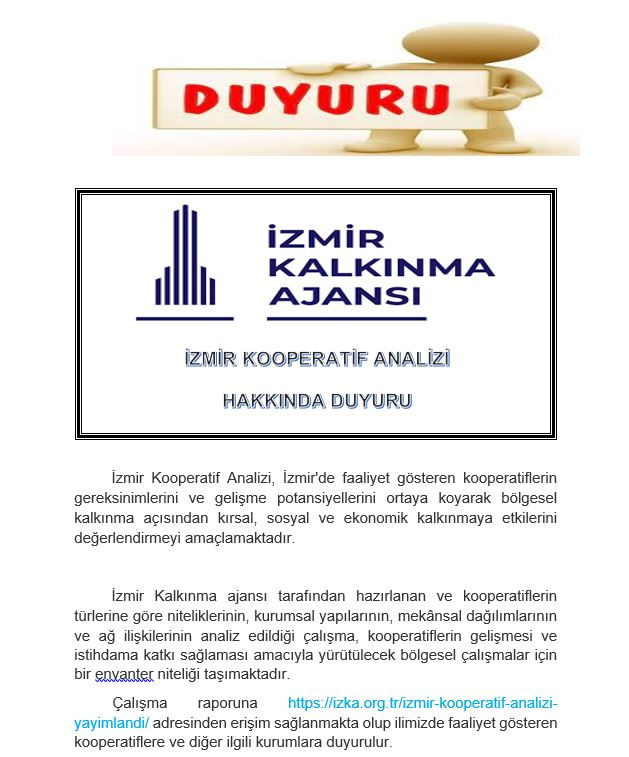 DUYURU
İZMİR
KALKINMA
AJANSI
İZMİR KOOPERATİF ANALİZİ
HAKKINDA DUYURU
İzmir Kooperatif Analizi, İzmir'de faaliyet gösteren kooperatiflerin
gereksinimlerini ve gelişme potansiyellerini ortaya koyarak bölgesel
kalkınma açısından kırsal, sosyal ve ekonomik kalkınmaya etkilerini
değerlendirmeyi amaçlamaktadır.
İzmir Kalkınma ajansı tarafından hazırlanan ve kooperatiflerin
türlerine göre niteliklerinin, kurumsal yapılarının, mekânsal dağılımlarının
ve ağ ilişkilerinin analiz edildiği çalışma, kooperatiflerin gelişmesi ve
istihdama katkı sağlaması amacıyla yürütülecek bölgesel çalışmalar için
bir envanter niteliği taşımaktadır.
Çalışma raporuna https://izka.org.tr/izmir-kooperatif-analizi-
yayimlandi/ adresinden erişim sağlanmakta olup ilimizde faaliyet gösteren
kooperatiflere ve diğer ilgili kurumlara duyurulur.